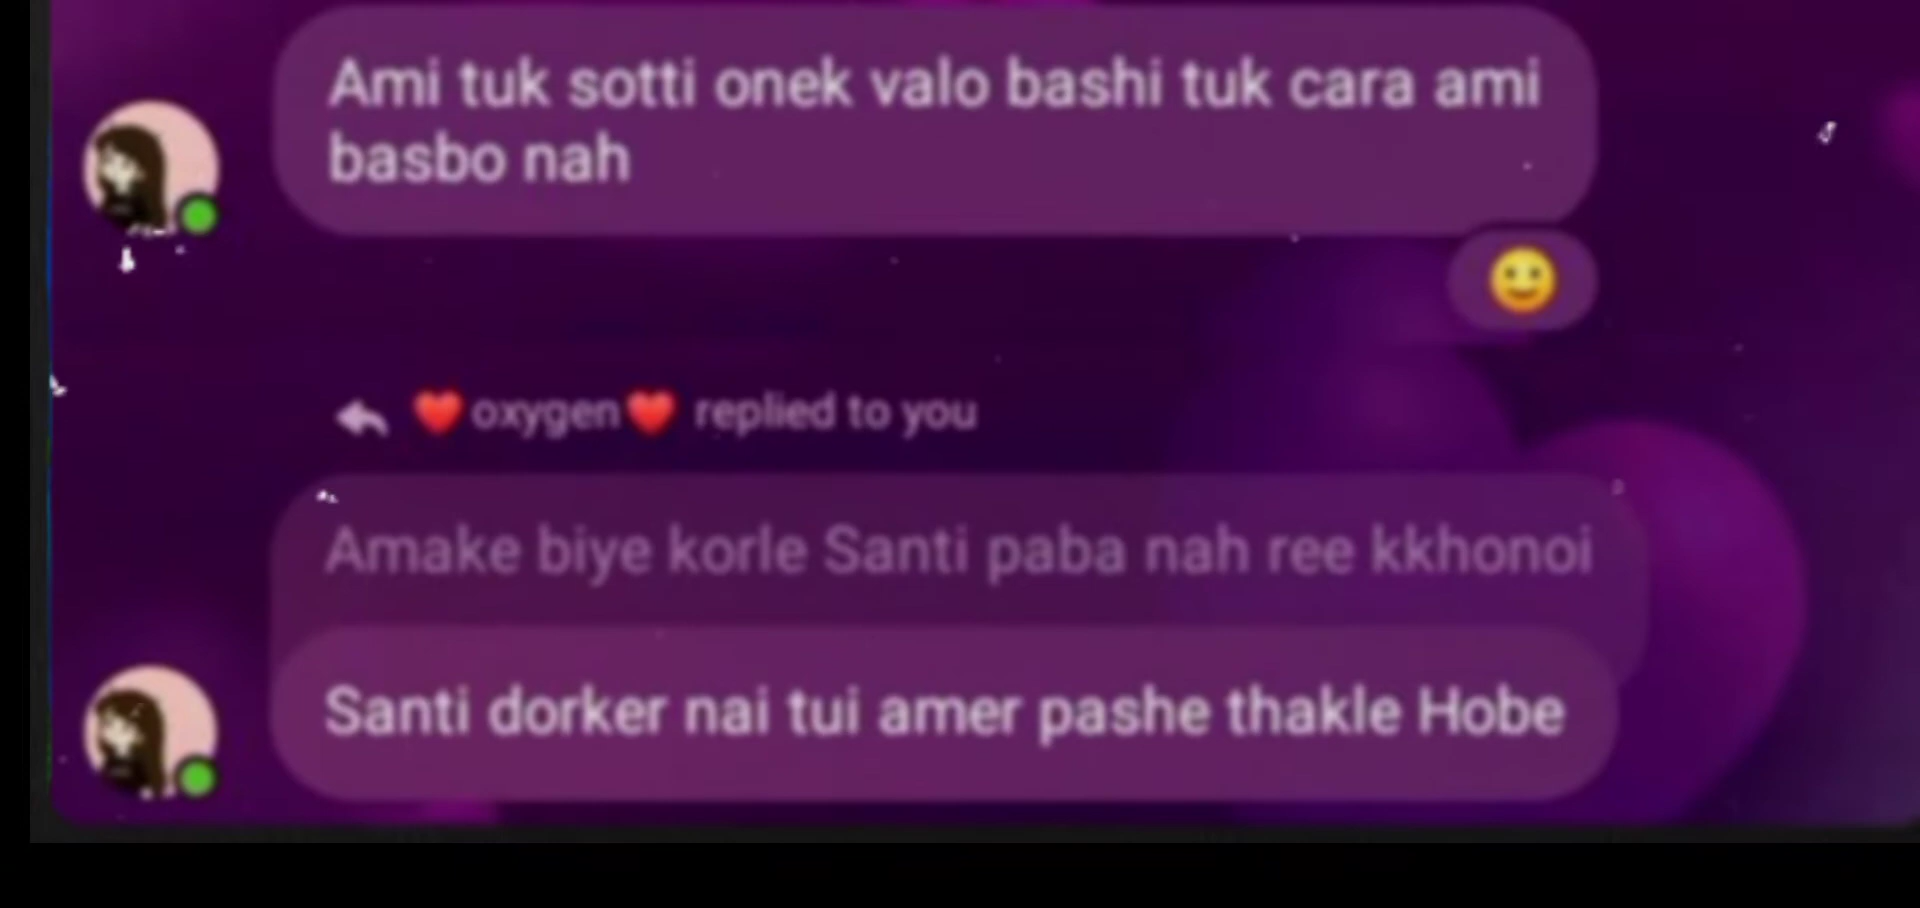 Ami tuk sotti onek valo bashi tuk cara ami
basbo nah
🙂
❤️oxygen❤️ replied to you
Amake biye korle Santi paba nah ree kkhonoi
Santi dorker nai tui amer pashe thakle Hobe